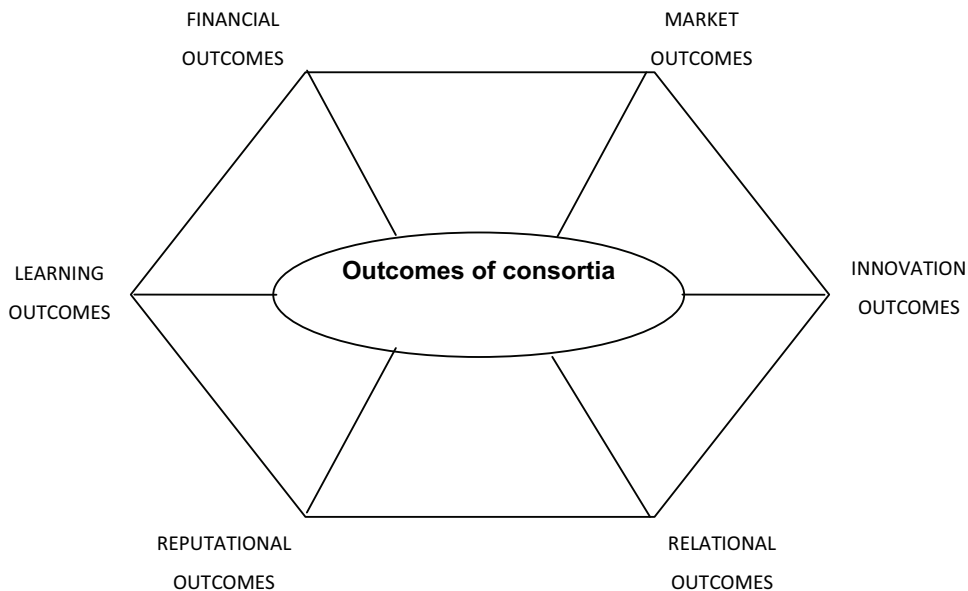 FINANCIAL
OUTCOMES
MARKET
OUTCOMES
Outcomes of consortia
LEARNING
OUTCOMES
INNOVATION
OUTCOMES
REPUTATIONAL
OUTCOMES
RELATIONAL
OUTCOMES